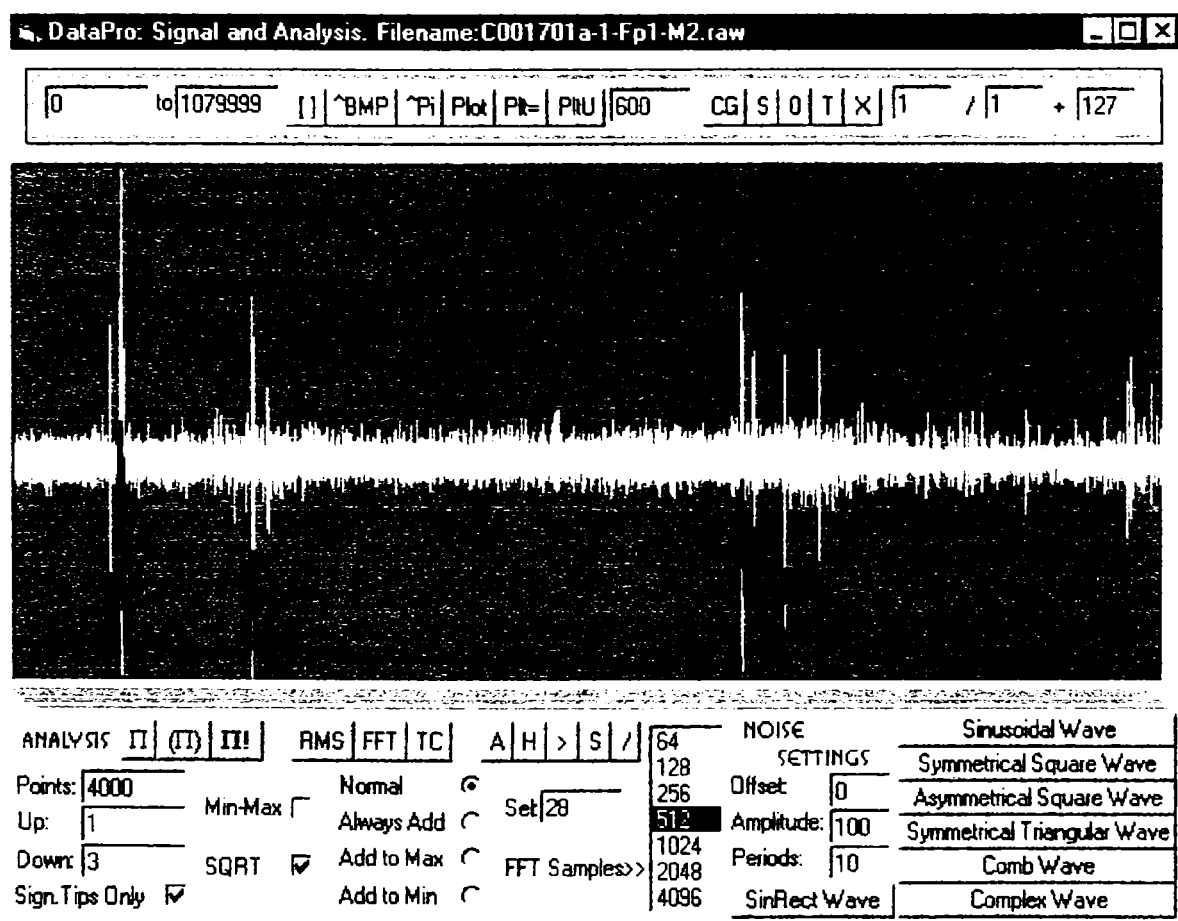 DataPro: Signal and Analysis. Filename:C001701a-1-Fp1-M2.raw
0 to 1079999 [ ] ^BMP ^Pi Plot Plt= PltU 600 CG S 0 T X 1 / 1 + 127
ANALYSIS Π (Π) Π! RMS FFT TC A H > S /
Points: 4000
Up: 1
Down: 3
Sign.Tips Only
Min-Max
SQRT
Normal
Always Add
Add to Max
Add to Min
Set 28
FFT Samples>>
64
128
256
512
1024
2048
4096
NOISE
SETTINGS
Offset: 0
Amplitude: 100
Periods: 10
SinRect Wave
Sinusoidal Wave
Symmetrical Square Wave
Asymmetrical Square Wave
Symmetrical Triangular Wave
Comb Wave
Complex Wave